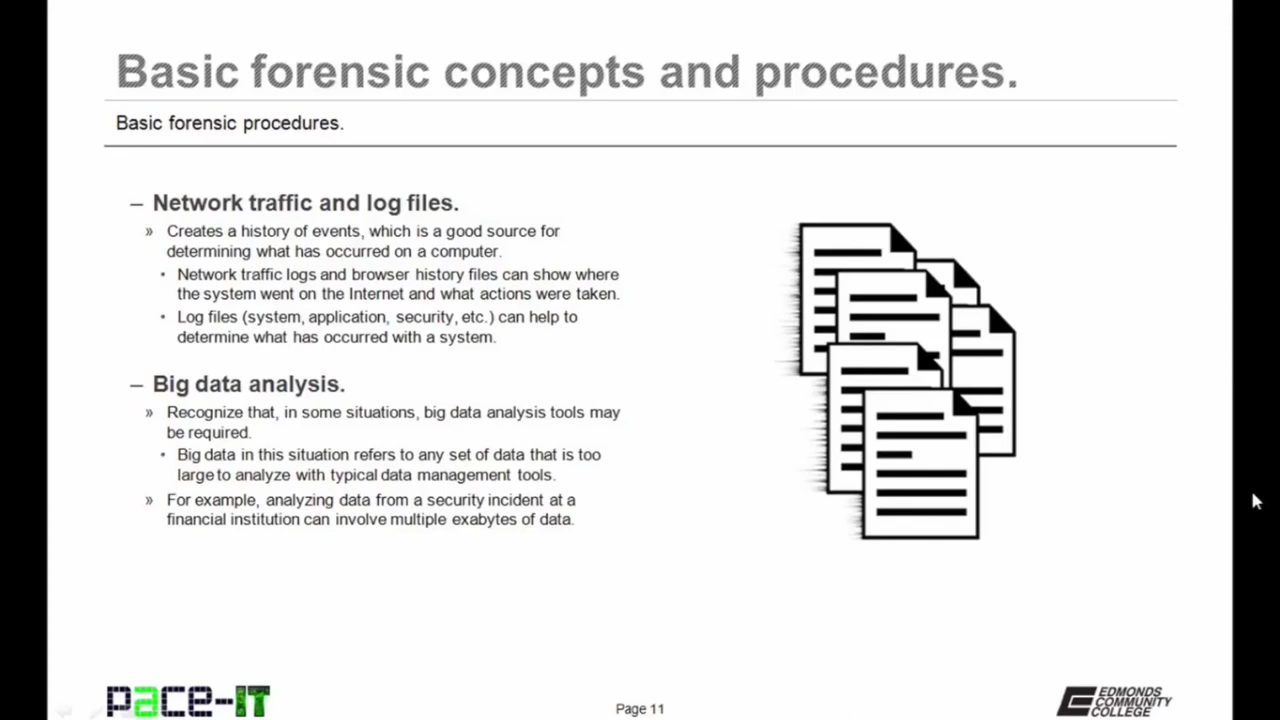 Basic forensic concepts and procedures.
Basic forensic procedures.
– Network traffic and log files.
» Creates a history of events, which is a good source for
determining what has occurred on a computer.
• Network traffic logs and browser history files can show where
the system went on the Internet and what actions were taken.
• Log files (system, application, security, etc.) can help to
determine what has occurred with a system.
– Big data analysis.
» Recognize that, in some situations, big data analysis tools may
be required.
• Big data in this situation refers to any set of data that is too
large to analyze with typical data management tools.
» For example, analyzing data from a security incident at a
financial institution can involve multiple exabytes of data.
pace-IT
Page 11
EDMONDS
COMMUNITY
COLLEGE